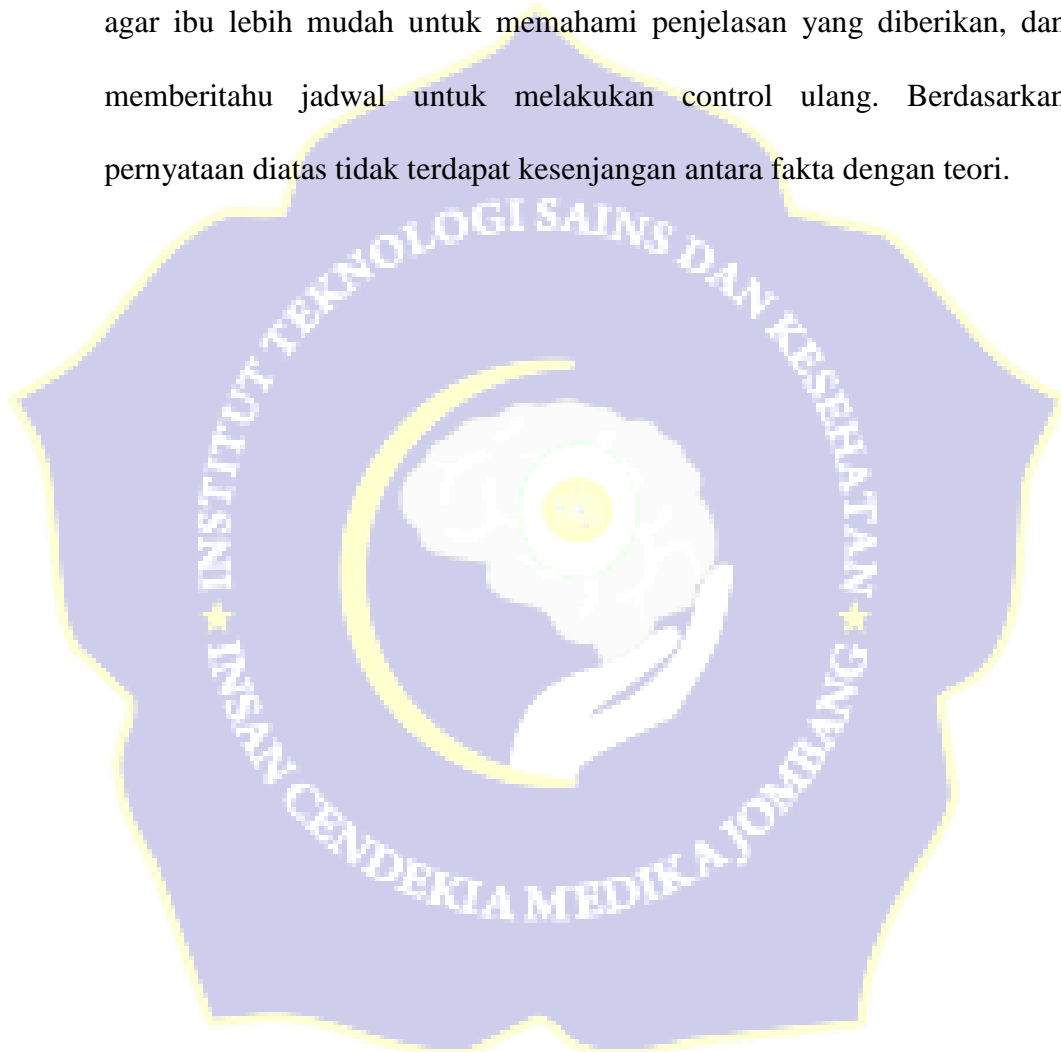 agar ibu lebih mudah untuk memahami penjelasan yang diberikan, dan
memberitahu jadwal untuk melakukan control ulang. Berdasarkan
pernyataan diatas tidak terdapat kesenjangan antara fakta dengan teori.
INSTITUT TEKNOLOGI SAINS DAN KESEHATAN
INSAN CENDEKIA MEDIKA JOMBANG